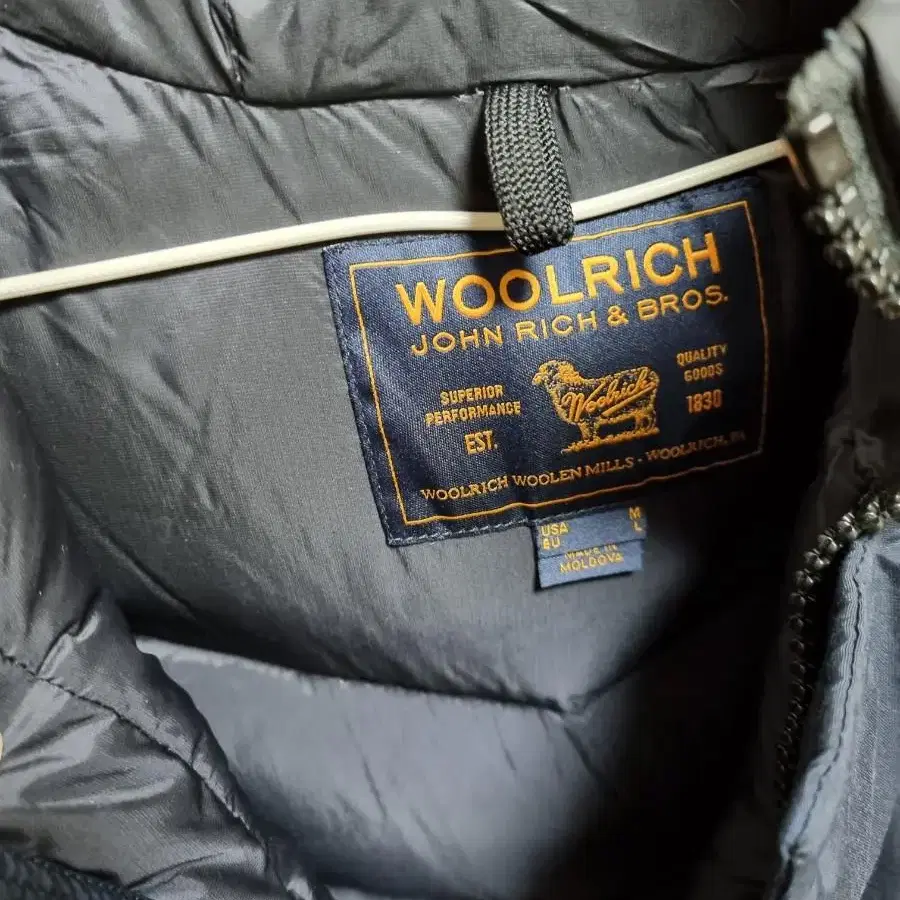 WOOLRICH
JOHN RICH & BROS.
SUPERIOR
PERFORMANCE
EST.
Woolrich
QUALITY
GOODS
1830
WOOLRICH WOOLEN MILLS · WOOLRICH, PA
USA M
EU L
MADE IN
MOLDOVA